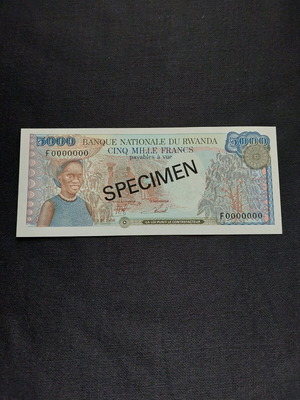 5000 BANQUE NATIONALE DU RWANDA 5000
CINQ MILLE FRANCS
payables à vue
F0000000
SPECIMEN
F0000000
LA LOI PUNIT LE CONTREFACTEUR